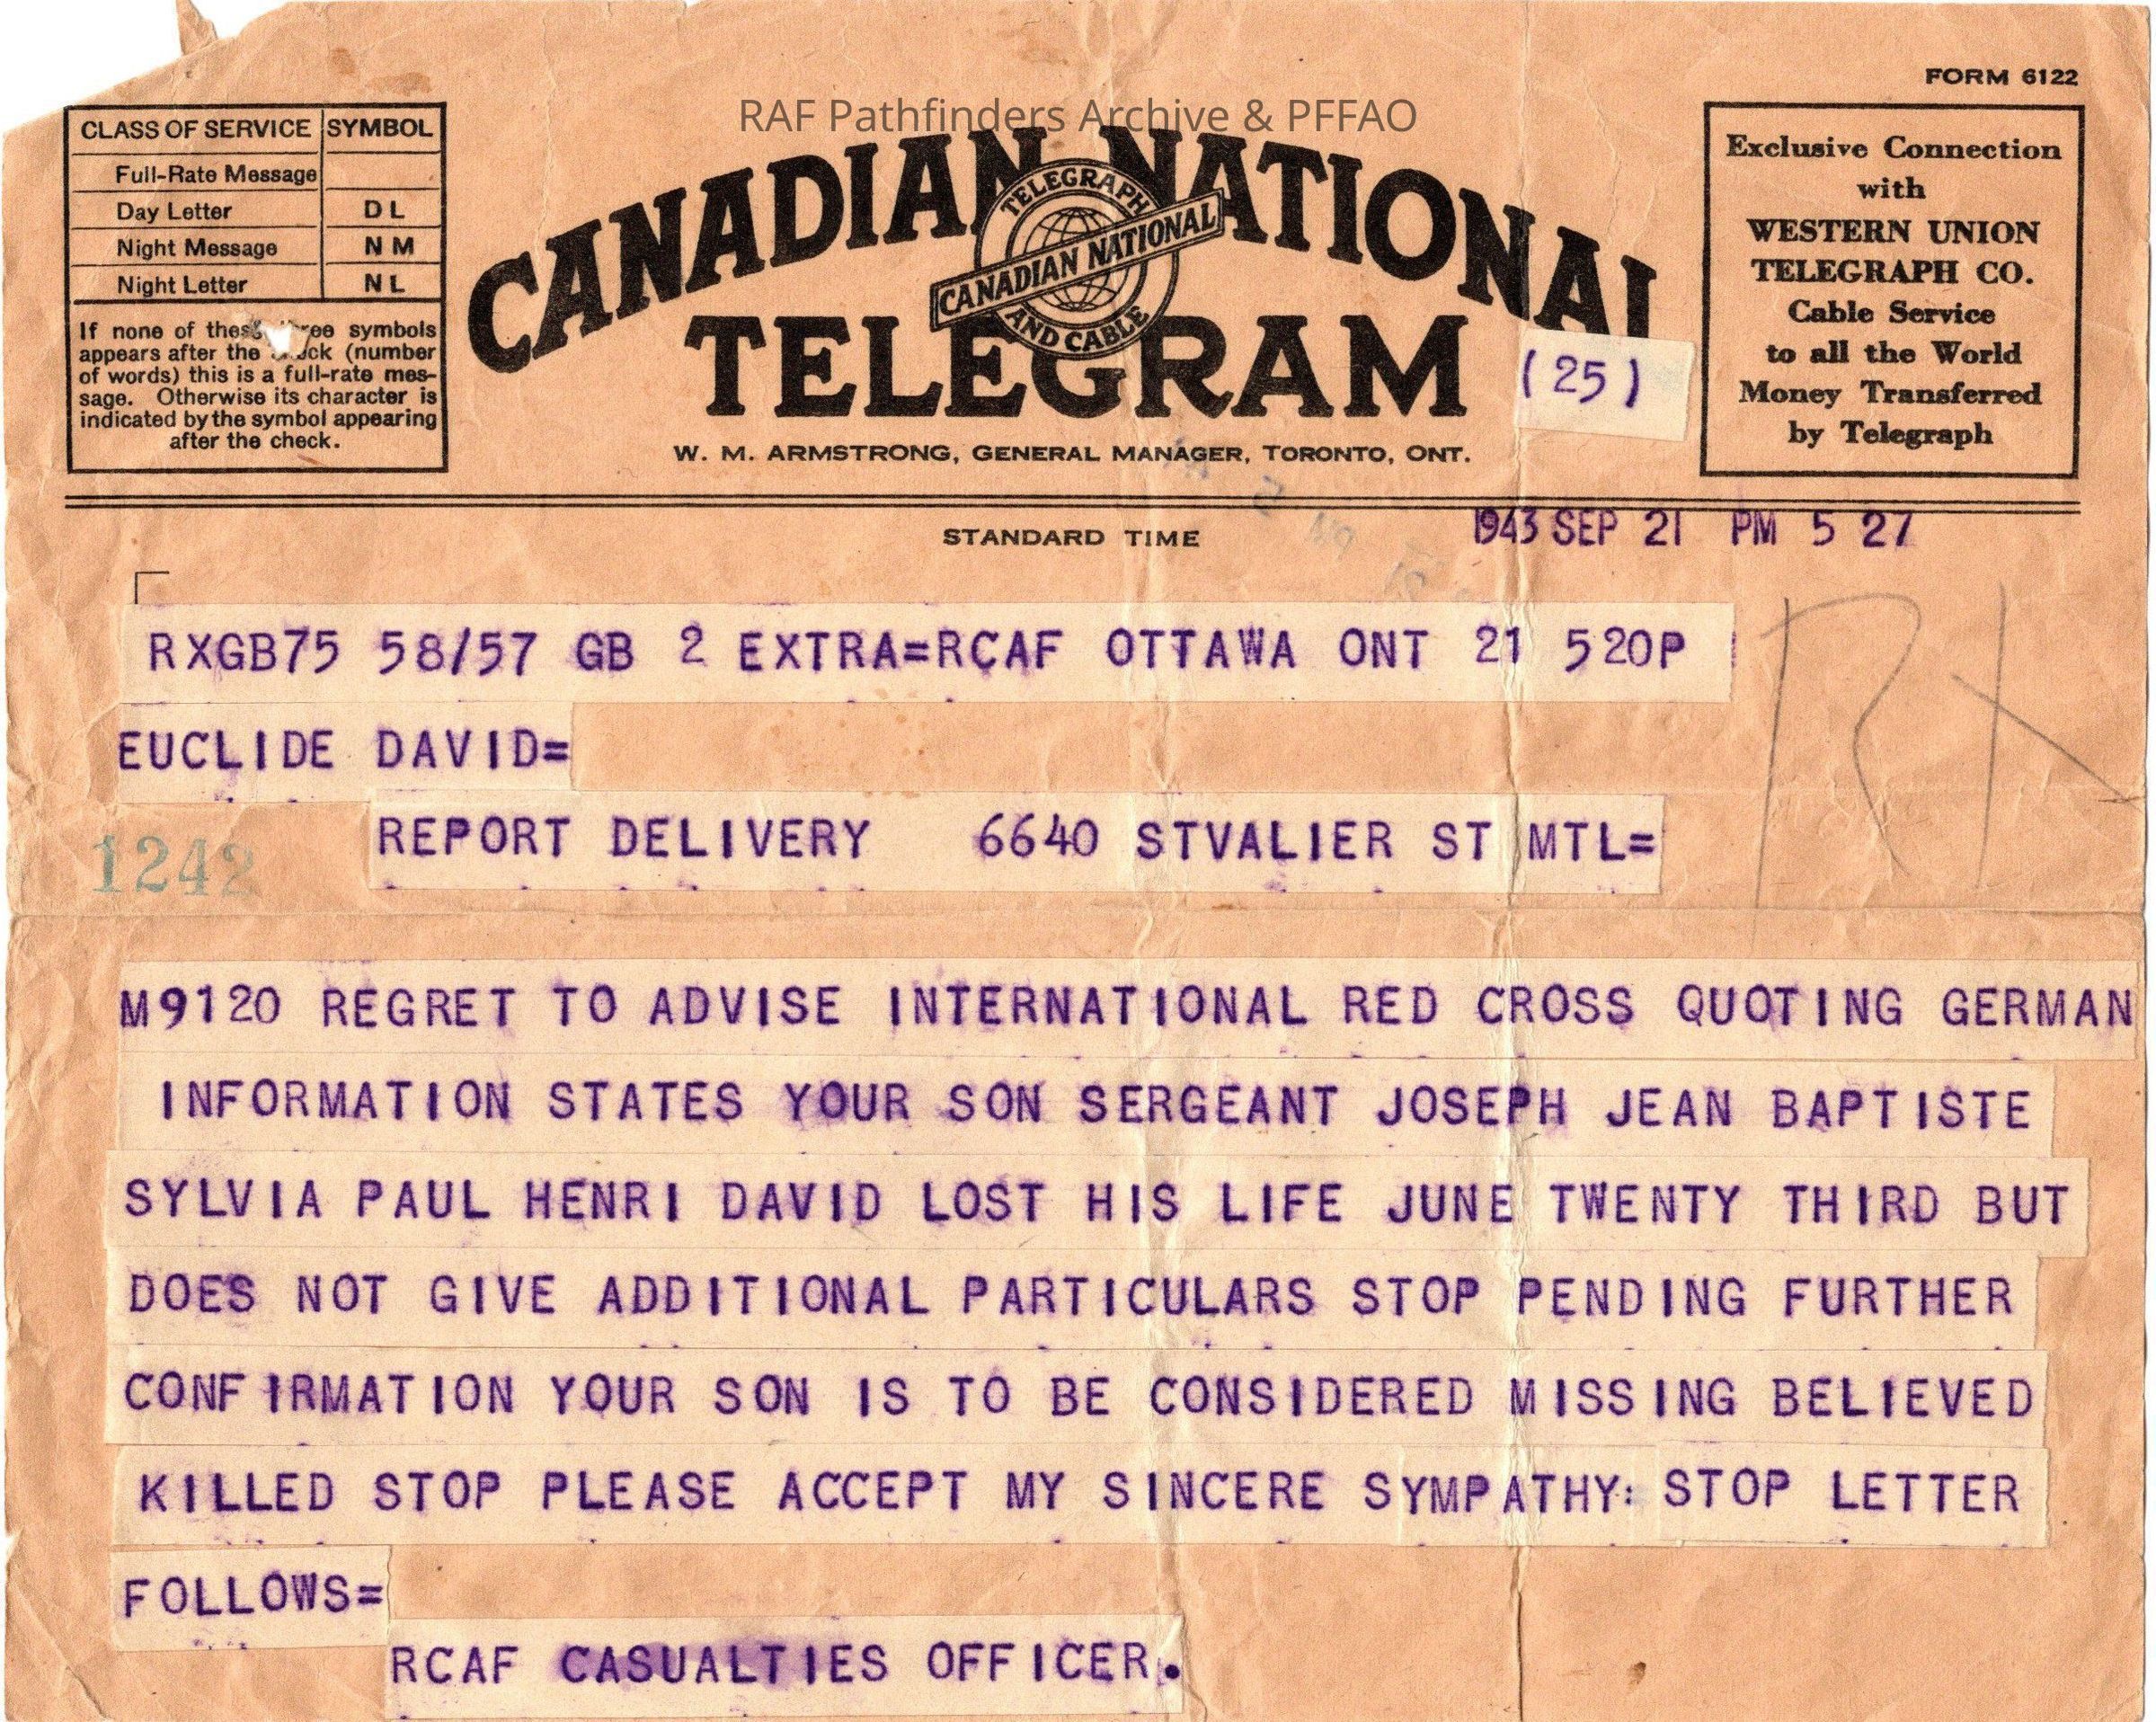 RAF Pathfinders Archive & PFFAO
FORM 6122
CLASS OF SERVICE SYMBOL
Full-Rate Message
Day Letter D L
Night Message N M
Night Letter N L
If none of these three symbols
appears after the check (number
of words) this is a full-rate mes-
sage. Otherwise its character is
indicated by the symbol appearing
after the check.
CANADIAN NATIONAL
TELEGRAPH
CANADIAN NATIONAL
AND CABLE
TELEGRAM
(25)
W. M. ARMSTRONG, GENERAL MANAGER, TORONTO, ONT.
Exclusive Connection
with
WESTERN UNION
TELEGRAPH CO.
Cable Service
to all the World
Money Transferred
by Telegraph
STANDARD TIME
1943 SEP 21 PM 5 27
RXGB75 58/57 GB 2 EXTRA=RCAF OTTAWA ONT 21 520P
EUCLIDE DAVID=
REPORT DELIVERY 6640 STVALIER ST MTL=
1242
M9120 REGRET TO ADVISE INTERNATIONAL RED CROSS QUOTING GERMAN
INFORMATION STATES YOUR SON SERGEANT JOSEPH JEAN BAPTISTE
SYLVIA PAUL HENRI DAVID LOST HIS LIFE JUNE TWENTY THIRD BUT
DOES NOT GIVE ADDITIONAL PARTICULARS STOP PENDING FURTHER
CONFIRMATION YOUR SON IS TO BE CONSIDERED MISSING BELIEVED
KILLED STOP PLEASE ACCEPT MY SINCERE SYMPATHY: STOP LETTER
FOLLOWS=
RCAF CASUALTIES OFFICER.